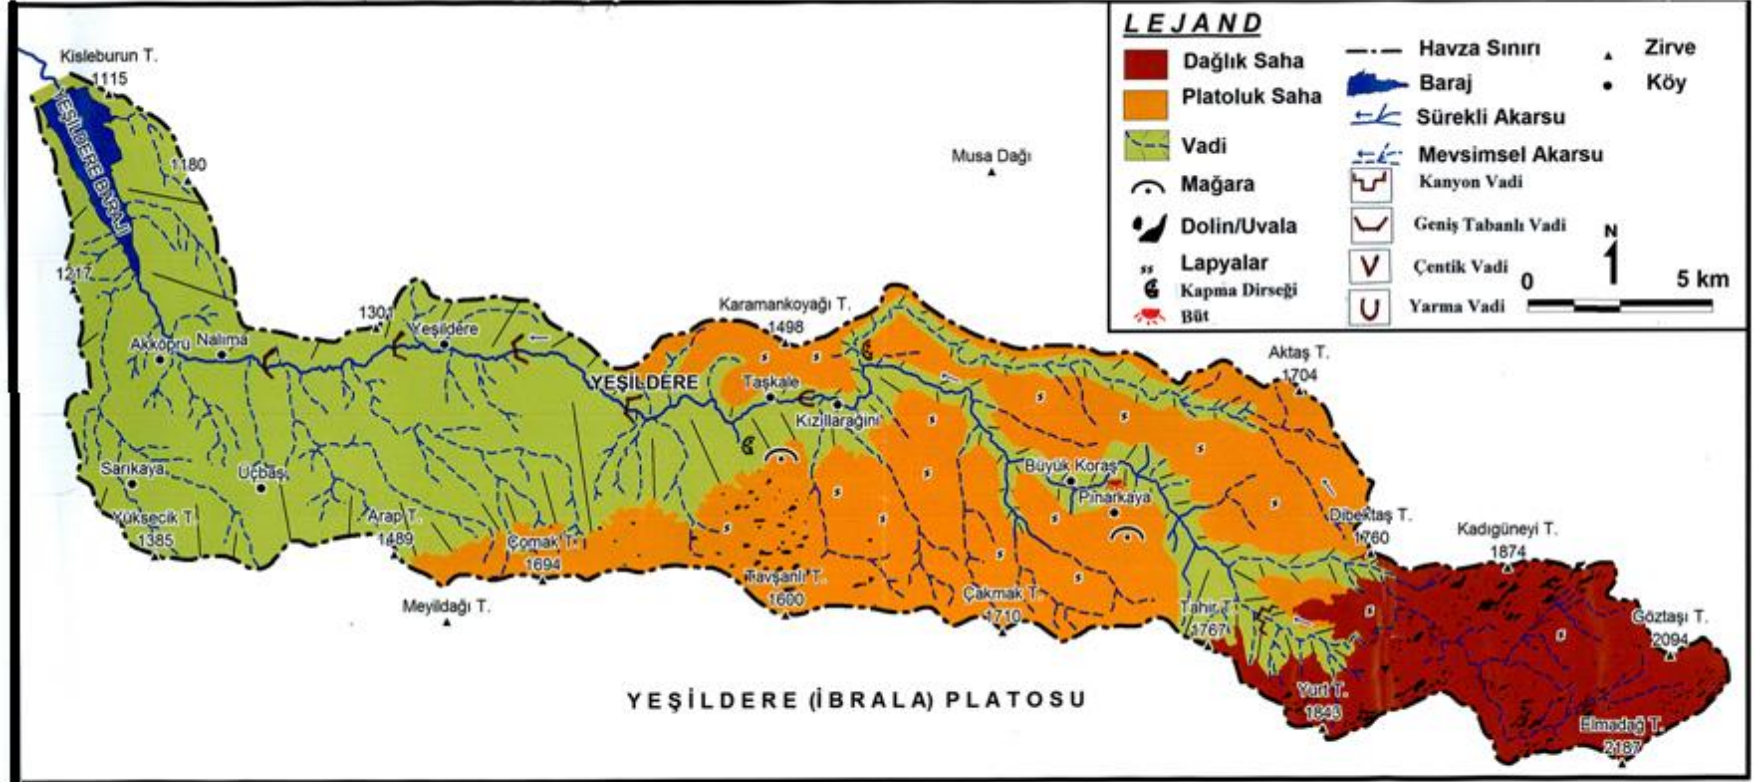 LEJAND
Dağlık Saha
Platoluk Saha
Vadi
Mağara
Dolin/Uvala
Lapyalar
Kapma Dirseği
Büt
Havza Sınırı
Baraj
Sürekli Akarsu
Mevsimsel Akarsu
Kanyon Vadi
Geniş Tabanlı Vadi
Çentik Vadi
Yarma Vadi
Zirve
Köy
N
0 5 km
Kisleburun T.
1115
YEŞİLDERE BARAJI
1180
1217
Musa Dağı
1301
Yeşildere
Akköprü
Nalıma
Karamankoyağı T.
1498
YEŞİLDERE
Taşkale
Kızıllarağini
Aktaş T.
1704
Sarıkaya
Üçbaş
Yüksecik T.
1385
Arap T.
1489
Çomak T.
1694
Meyildağı T.
Tavşanlı T.
1600
Büyük Koraş
Pınarkaya
Çakmak T.
1710
Tahir T.
1767
Dibektaş T.
1760
Kadıgüneyi T.
1874
Göztaşı T.
2094
Yurt T.
1843
Elmadağ T.
2187
YEŞİLDERE (İBRALA) PLATOSU